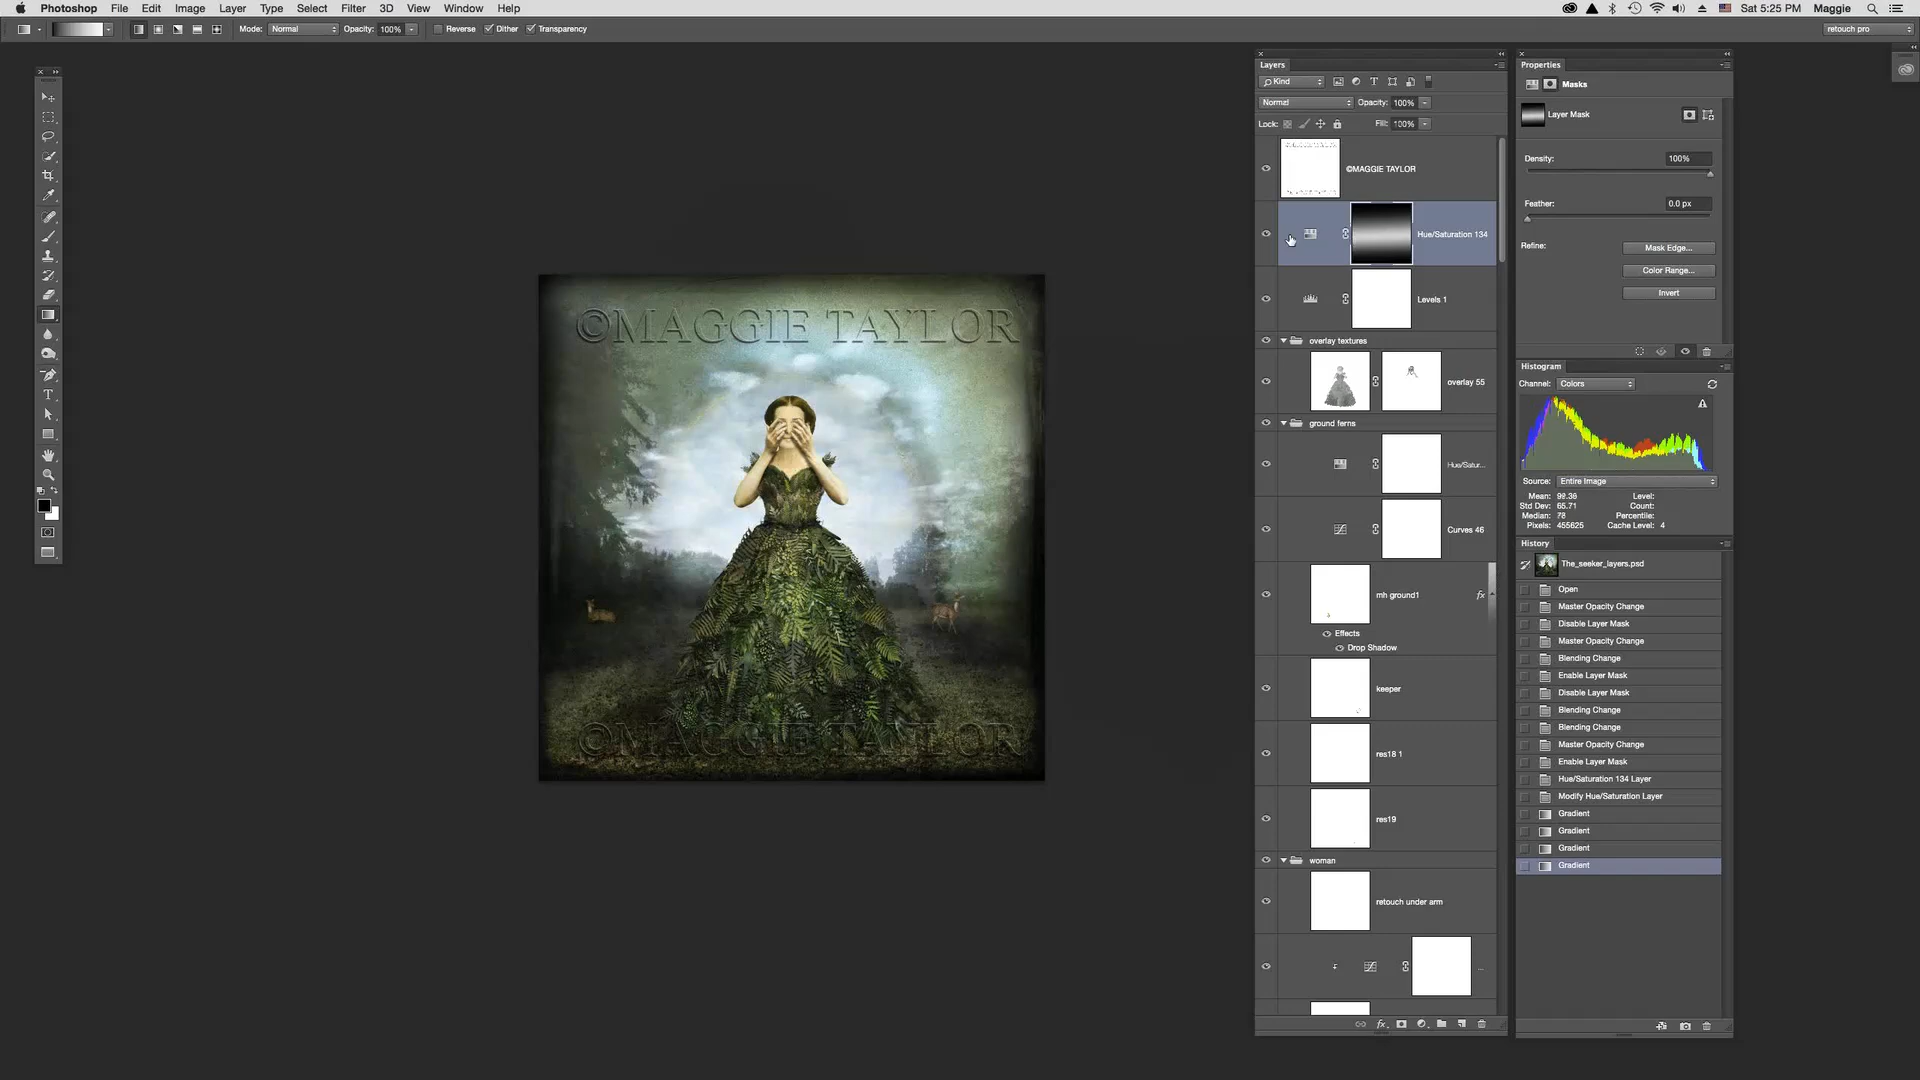 Photoshop File Edit Image Layer Type Select Filter 3D View Window Help Sat 5:25 PM Maggie
Mode: Normal Opacity: 100% Reverse Dither Transparency retouch pro
Layers
Kind
Normal Opacity: 100%
Lock: Fill: 100%
©MAGGIE TAYLOR
Hue/Saturation 134
Levels 1
overlay textures
overlay 55
ground ferns
Hue/Satur...
Curves 46
mh ground1 fx
Effects
Drop Shadow
keeper
res18 1
res19
woman
retouch under arm
...
fx
Properties
Masks
Layer Mask
Density: 100%
Feather: 0.0 px
Refine: Mask Edge...
Color Range...
Invert
Histogram
Channel: Colors
Source: Entire Image
Mean: 99.36 Level:
Std Dev: 65.71 Count:
Median: 78 Percentile:
Pixels: 455625 Cache Level: 4
History
The_seeker_layers.psd
Open
Master Opacity Change
Disable Layer Mask
Master Opacity Change
Blending Change
Enable Layer Mask
Disable Layer Mask
Blending Change
Blending Change
Master Opacity Change
Enable Layer Mask
Hue/Saturation 134 Layer
Modify Hue/Saturation Layer
Gradient
Gradient
Gradient
Gradient
©MAGGIE TAYLOR
©MAGGIE TAYLOR